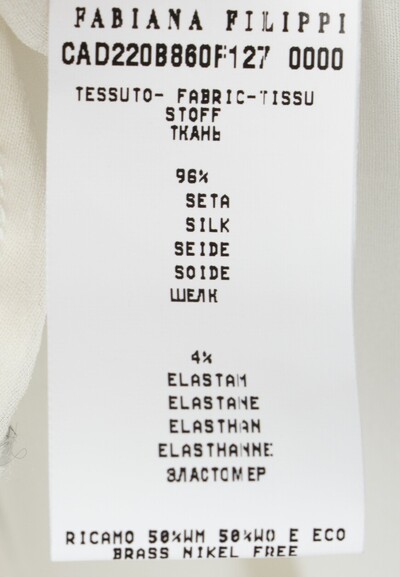 FABIANA FILIPPI
CAD220B860F127 0000
TESSUTO- FABRIC-TISSU
STOFF
ТКАНЬ
96%
SETA
SILK
SEIDE
SOIDE
ШЕЛК
4%
ELASTAM
ELASTANE
ELASTHAN
ELASTHANNE
ЭЛАСТОМЕР
RICAMO 50%WM 50%WO E ECO
BRASS NIKEL FREE